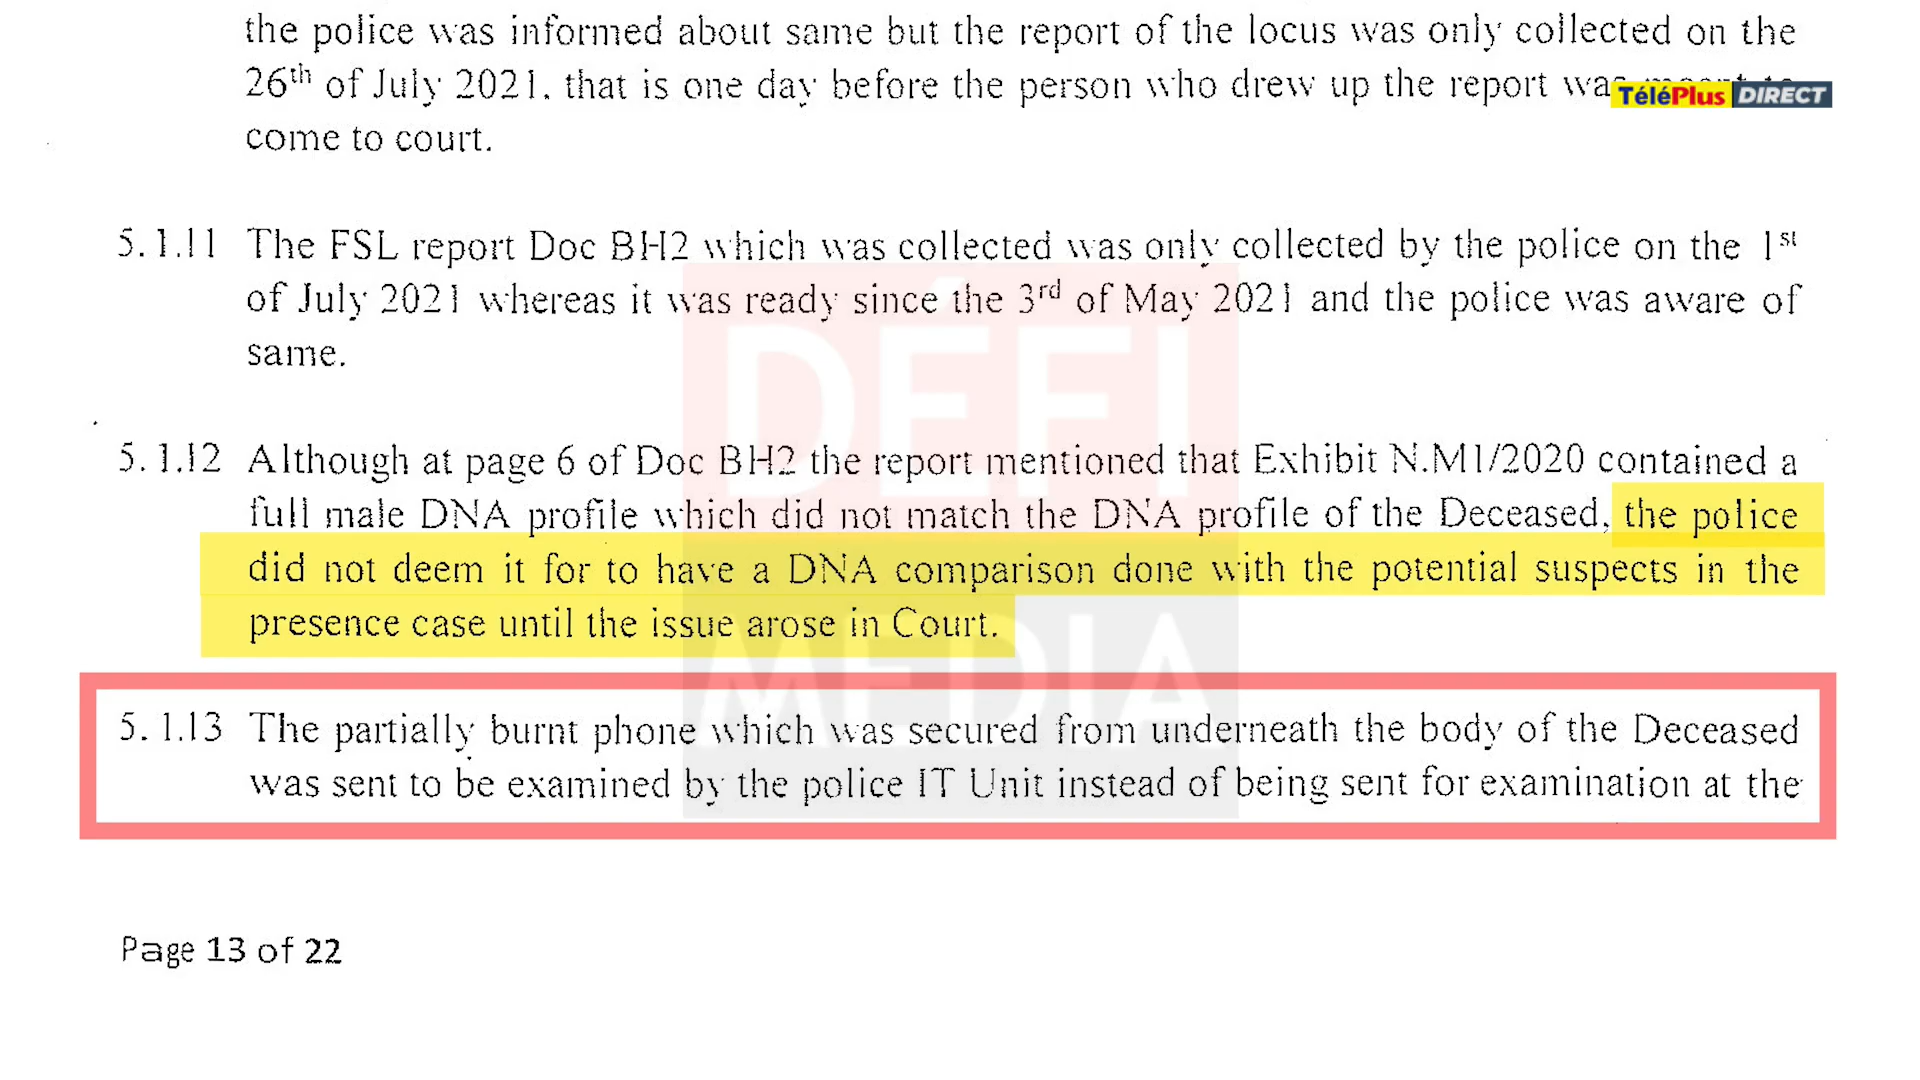 the police was informed about same but the report of the locus was only collected on the
26th of July 2021. that is one day before the person who drew up the report was meant to
TéléPlus DIRECT
come to court.
5.1.11 The FSL report Doc BH2 which was collected was only collected by the police on the 1st
of July 2021 whereas it was ready since the 3rd of May 2021 and the police was aware of
same.
5.1.12 Although at page 6 of Doc BH2 the report mentioned that Exhibit N.M1/2020 contained a
full male DNA profile which did not match the DNA profile of the Deceased, the police
did not deem it for to have a DNA comparison done with the potential suspects in the
presence case until the issue arose in Court.
5.1.13 The partially burnt phone which was secured from underneath the body of the Deceased
was sent to be examined by the police IT Unit instead of being sent for examination at the
DÉFI
MEDIA
Page 13 of 22